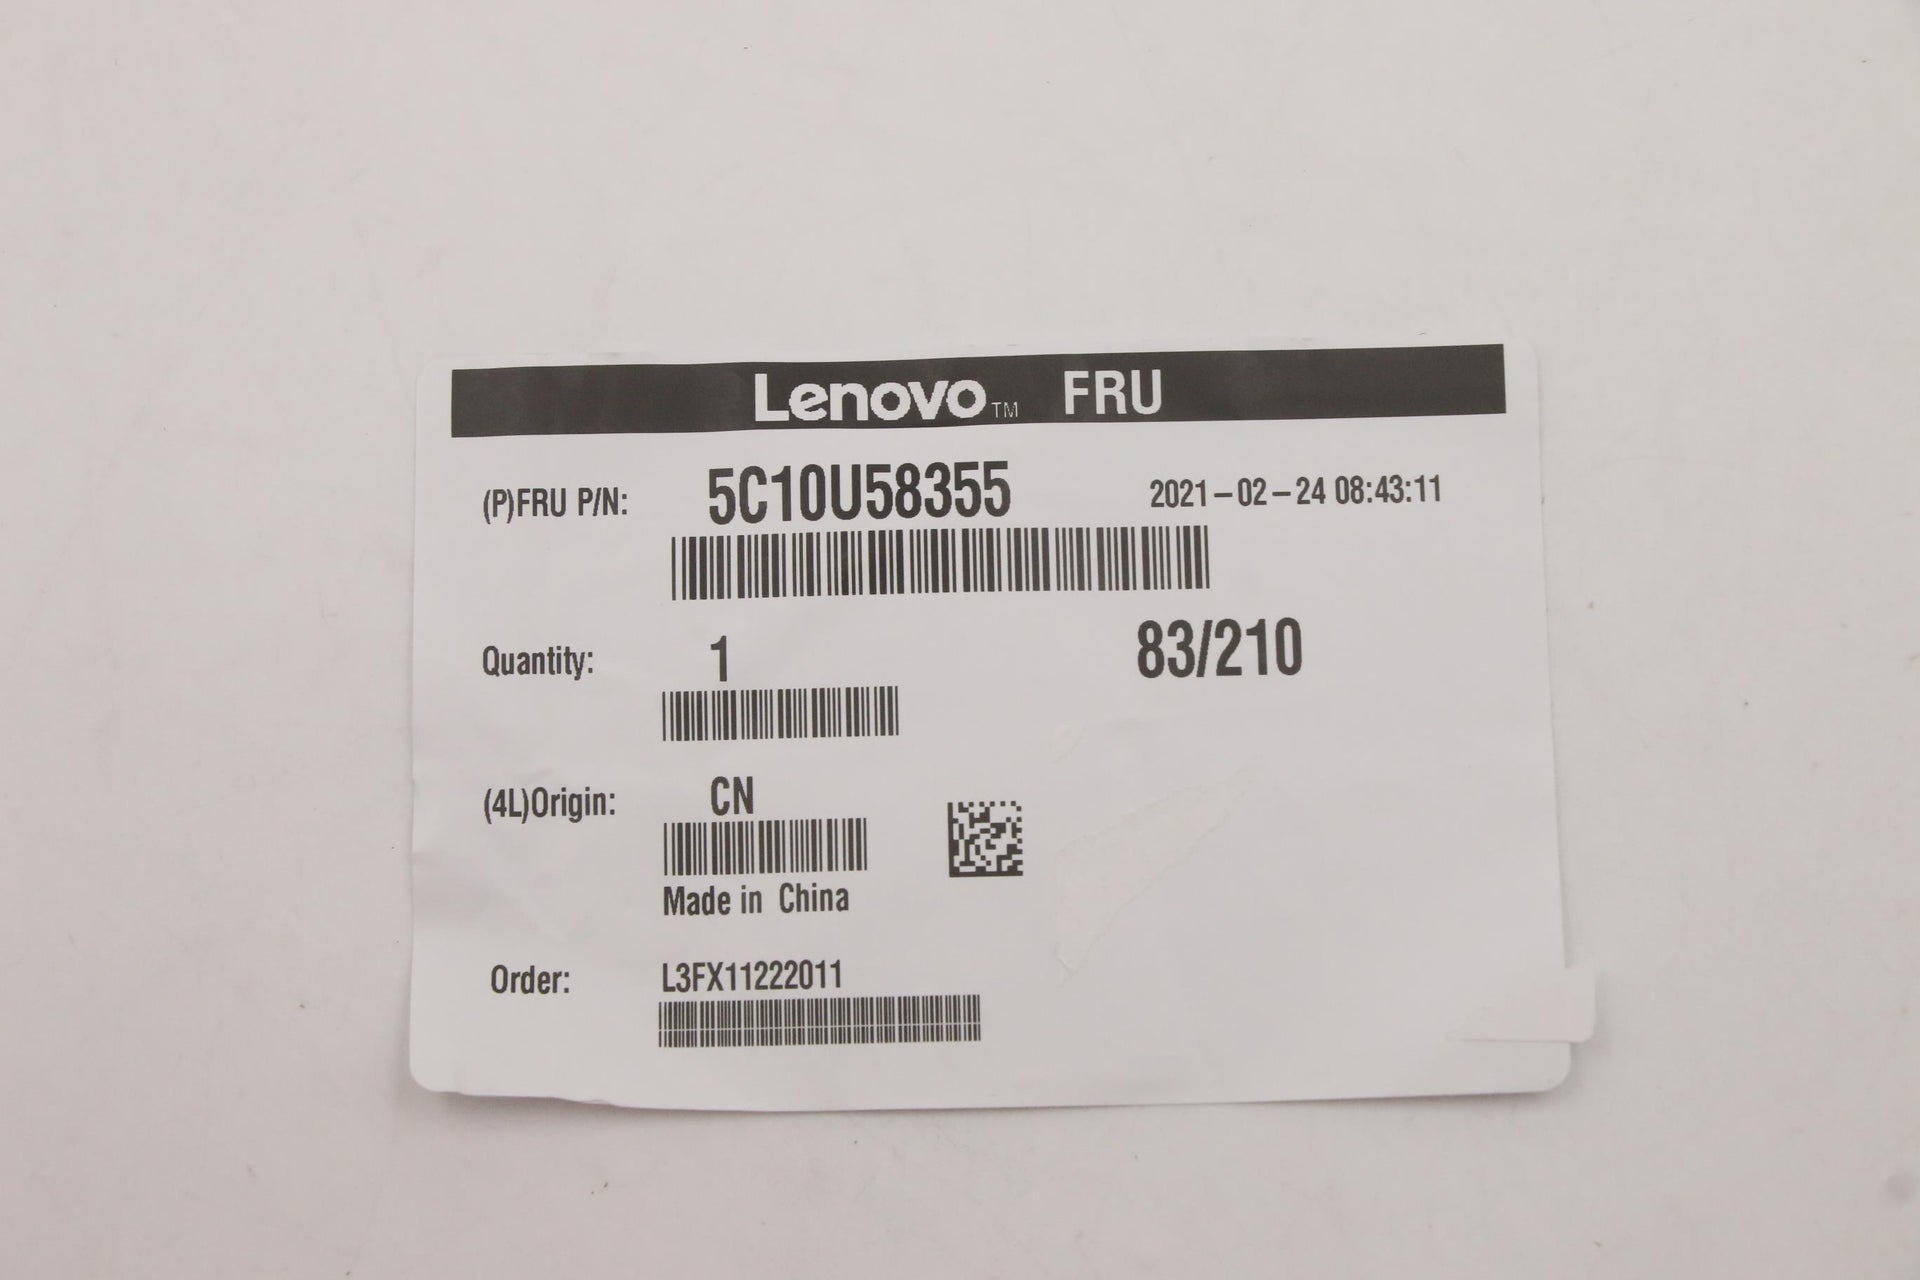 Lenovo™ FRU
(P)FRU P/N: 5C10U58355 2021-02-24 08:43:11
Quantity: 1 83/210
(4L)Origin: CN
Made in China
Order: L3FX11222011